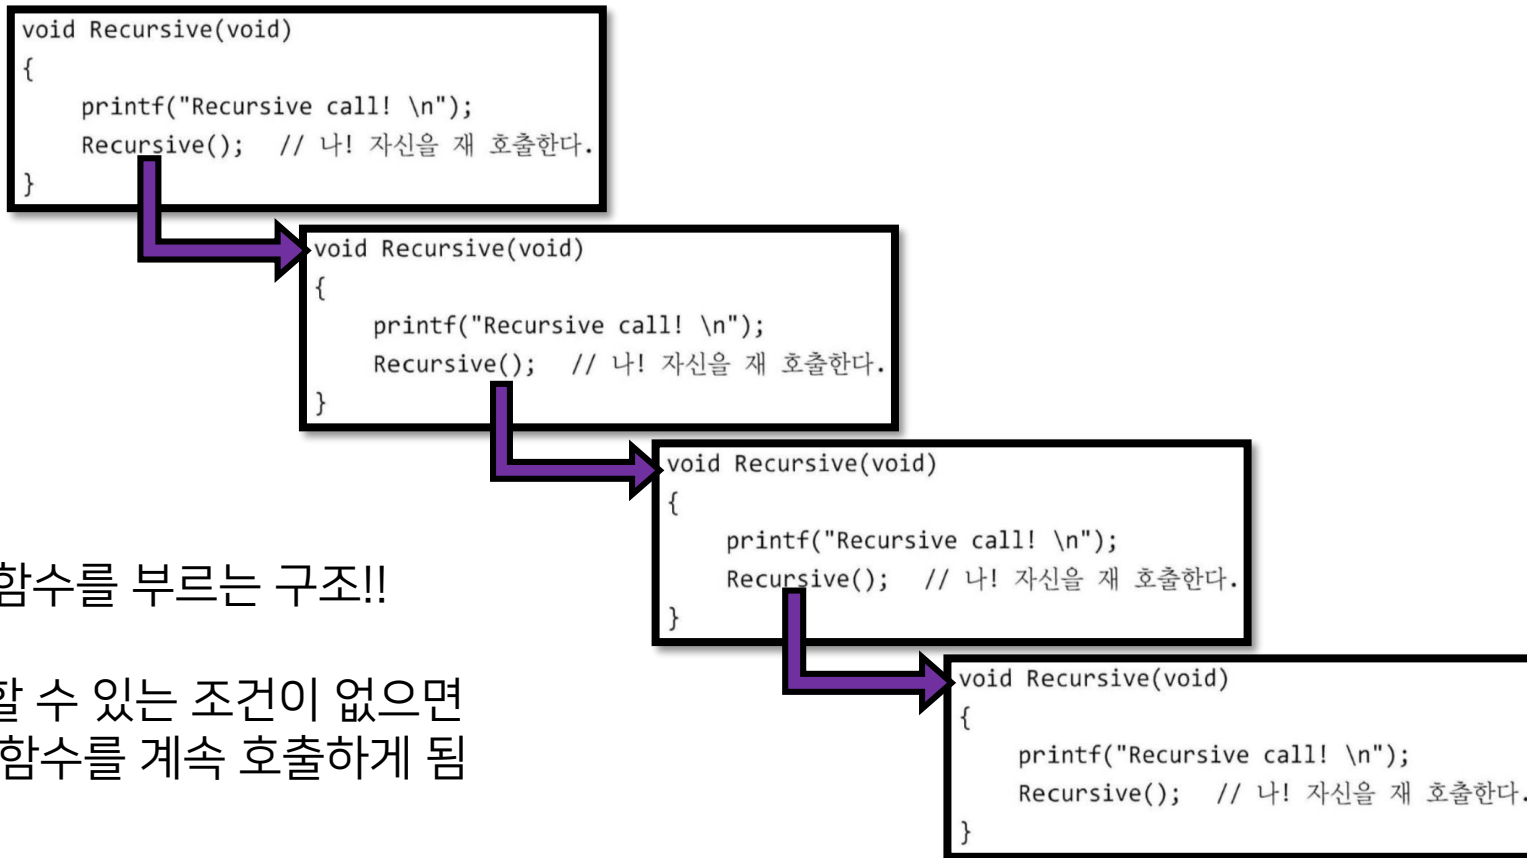 void Recursive(void)
{
printf("Recursive call! \n");
Recursive(); // 나! 자신을 재 호출한다.
}
void Recursive(void)
{
printf("Recursive call! \n");
Recursive(); // 나! 자신을 재 호출한다.
}
void Recursive(void)
{
printf("Recursive call! \n");
Recursive(); // 나! 자신을 재 호출한다.
}
void Recursive(void)
{
printf("Recursive call! \n");
Recursive(); // 나! 자신을 재 호출한다.
}
함수를 부르는 구조!!
할 수 있는 조건이 없으면
함수를 계속 호출하게 됨